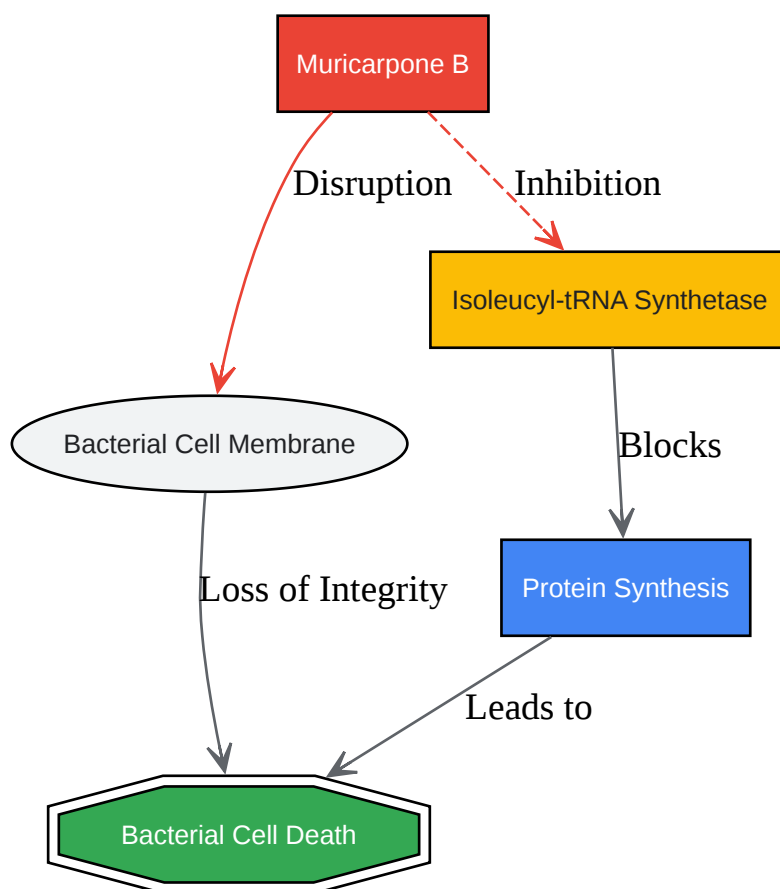 Muricarpone B
Disruption
Inhibition
Isoleucyl-tRNA Synthetase
Bacterial Cell Membrane
Blocks
Loss of Integrity
Protein Synthesis
Leads to
Bacterial Cell Death